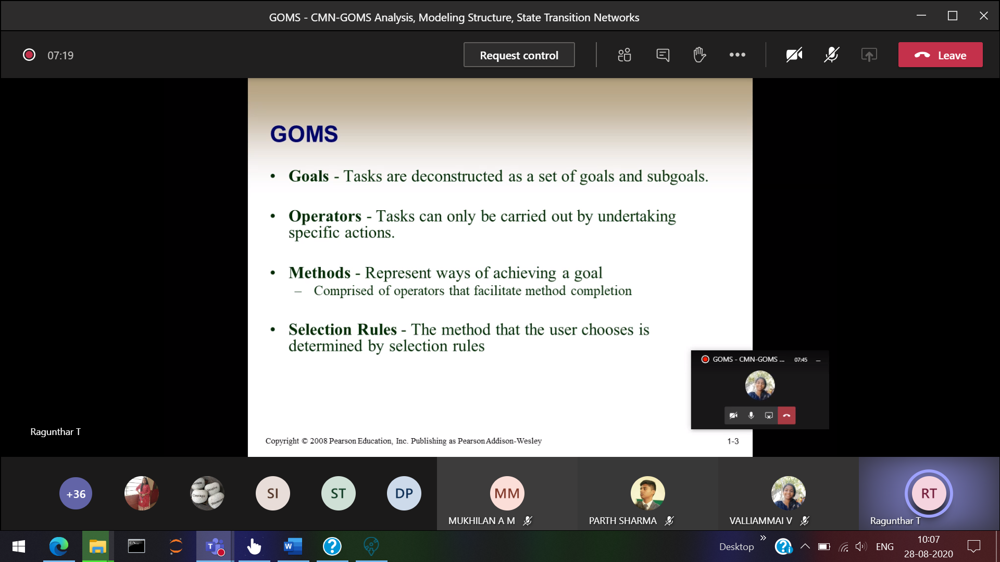 GOMS - CMN-GOMS Analysis, Modeling Structure, State Transition Networks
07:19
Request control
Leave
GOMS
• Goals - Tasks are deconstructed as a set of goals and subgoals.
• Operators - Tasks can only be carried out by undertaking
specific actions.
• Methods - Represent ways of achieving a goal
– Comprised of operators that facilitate method completion
• Selection Rules - The method that the user chooses is
determined by selection rules
GOMS - CMN-GOMS ... 07:45
Ragunthar T
Copyright © 2008 Pearson Education, Inc. Publishing as Pearson Addison-Wesley
1-3
+36
Dream
Inspire
Courage
SI
ST
DP
MM
RT
MUKHILAN A M
PARTH SHARMA
VALLIAMMAI V
Ragunthar T
Desktop
ENG
10:07
28-08-2020